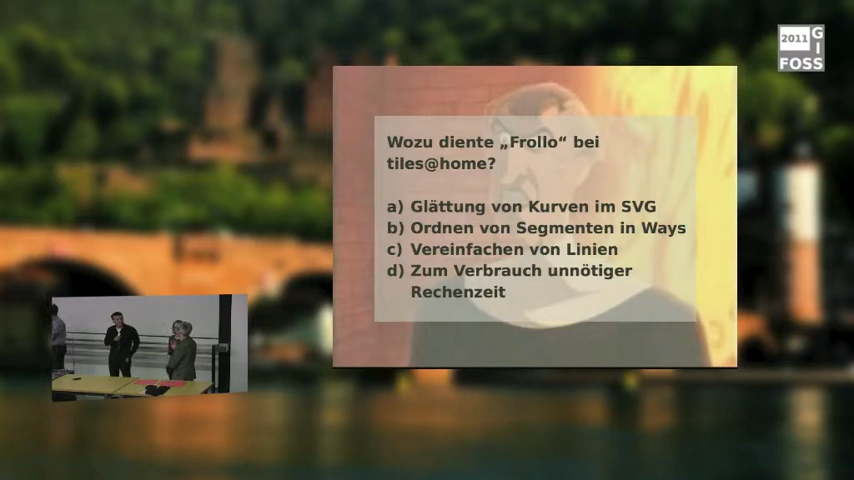 2011 G
I
FOSS
Wozu diente „Frollo“ bei
tiles@home?
a) Glättung von Kurven im SVG
b) Ordnen von Segmenten in Ways
c) Vereinfachen von Linien
d) Zum Verbrauch unnötiger
Rechenzeit